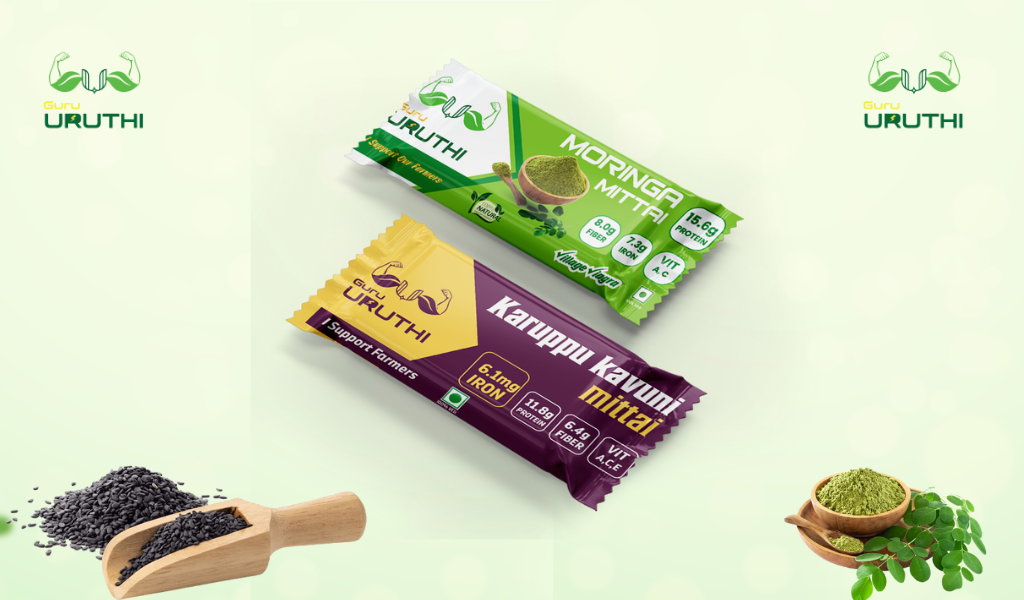 Guru
URUTHI
Guru
URUTHI
Guru
URUTHI
Support Our Farmers
MORINGA
MITTAI
NATURAL
8.0g
FIBER
7.3g
IRON
15.6g
PROTEIN
VIT
A.C
Village Viagra
Guru
URUTHI
I Support Farmers
Karuppu kavuni
mittai
6.1mg
IRON
11.8g
PROTEIN
6.4g
FIBER
VIT
A,C,E